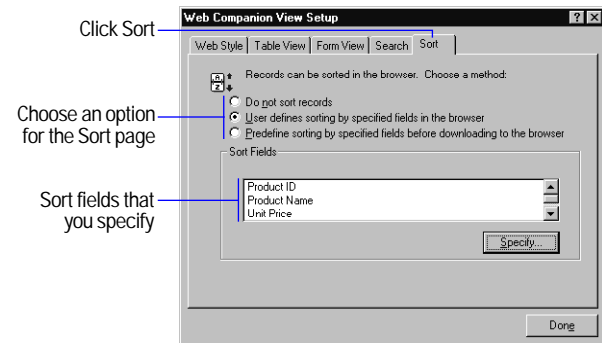 Web Companion View Setup
Click Sort
Web Style
Table View
Form View
Search
Sort
Records can be sorted in the browser. Choose a method:
Do not sort records
User defines sorting by specified fields in the browser
Predefine sorting by specified fields before downloading to the browser
Choose an option
for the Sort page
Sort Fields
Product ID
Product Name
Unit Price
Sort fields that
you specify
Specify...
Done